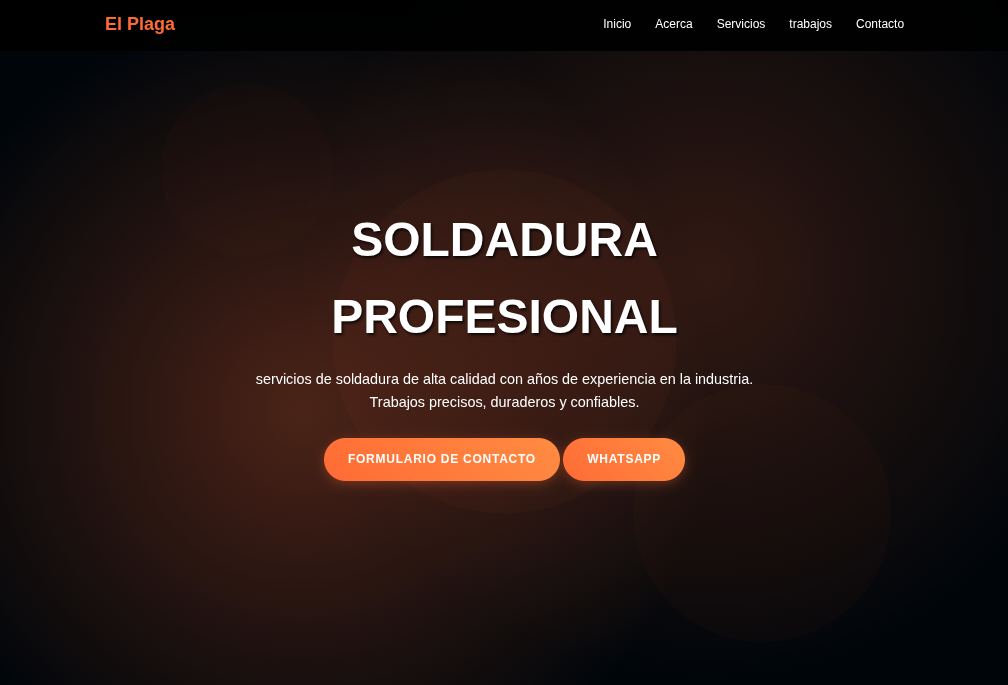 El Plaga
Inicio Acerca Servicios trabajos Contacto
SOLDADURA
PROFESIONAL
servicios de soldadura de alta calidad con años de experiencia en la industria.
Trabajos precisos, duraderos y confiables.
FORMULARIO DE CONTACTO WHATSAPP